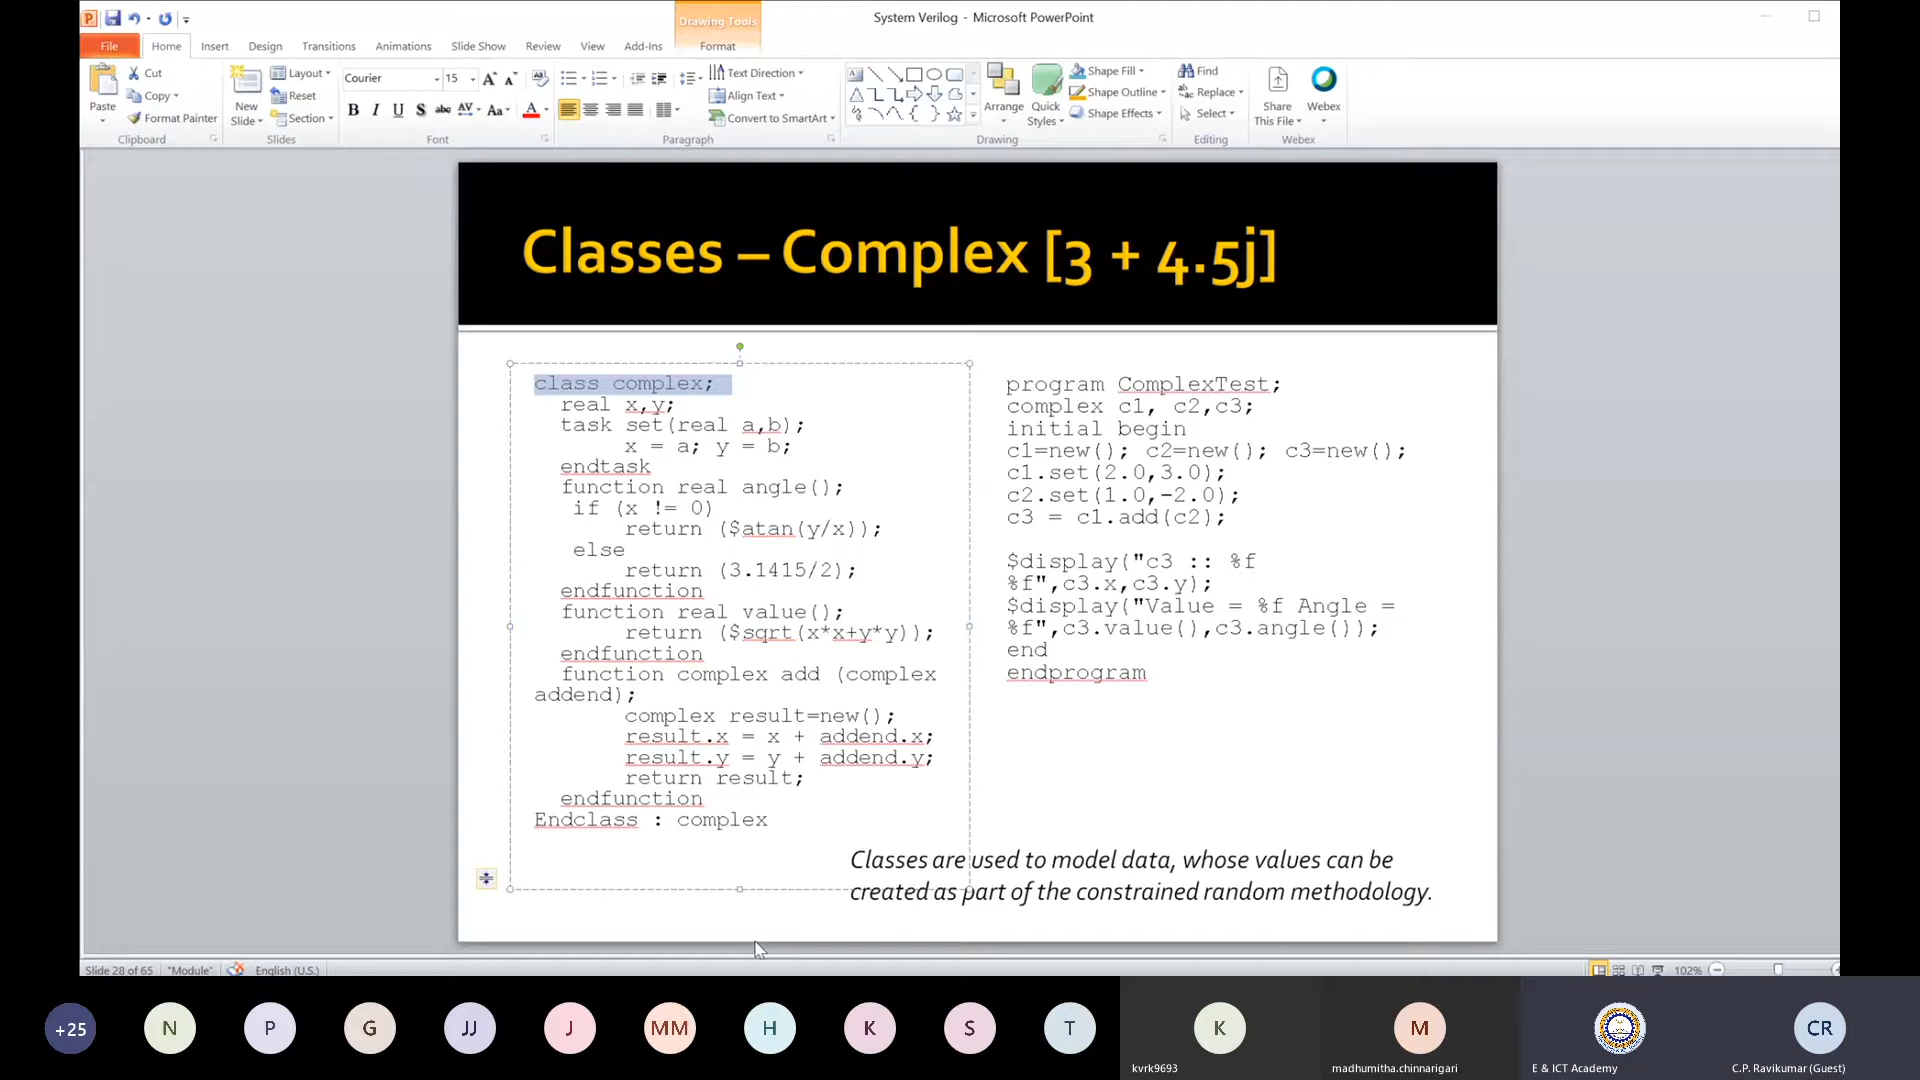 System Verilog - Microsoft PowerPoint
Drawing Tools
File Home Insert Design Transitions Animations Slide Show Review View Add-Ins Format
Paste
Cut
Copy
Format Painter
Clipboard
New Slide
Layout
Reset
Section
Slides
Courier 15
B I U S abc AV Aa A
Font
Text Direction
Align Text
Convert to SmartArt
Paragraph
Arrange
Quick Styles
Shape Fill
Shape Outline
Shape Effects
Drawing
Find
Replace
Select
Editing
Share This File
Webex
Webex
Classes – Complex [3 + 4.5j]
class complex;
real x,y;
task set(real a,b);
x = a; y = b;
endtask
function real angle();
if (x != 0)
return ($atan(y/x));
else
return (3.1415/2);
endfunction
function real value();
return ($sqrt(x*x+y*y));
endfunction
function complex add (complex
addend);
complex result=new();
result.x = x + addend.x;
result.y = y + addend.y;
return result;
endfunction
Endclass : complex
program ComplexTest;
complex c1, c2,c3;
initial begin
c1=new(); c2=new(); c3=new();
c1.set(2.0,3.0);
c2.set(1.0,-2.0);
c3 = c1.add(c2);
$display("c3 :: %f
%f",c3.x,c3.y);
$display("Value = %f Angle =
%f",c3.value(),c3.angle());
end
endprogram
Classes are used to model data, whose values can be
created as part of the constrained random methodology.
Slide 28 of 65 "Module" English (U.S.) 102%
+25 N P G JJ J MM H K S T K M CR
kvrk9693 madhumitha.chinnarigari E & ICT Academy C.P. Ravikumar (Guest)